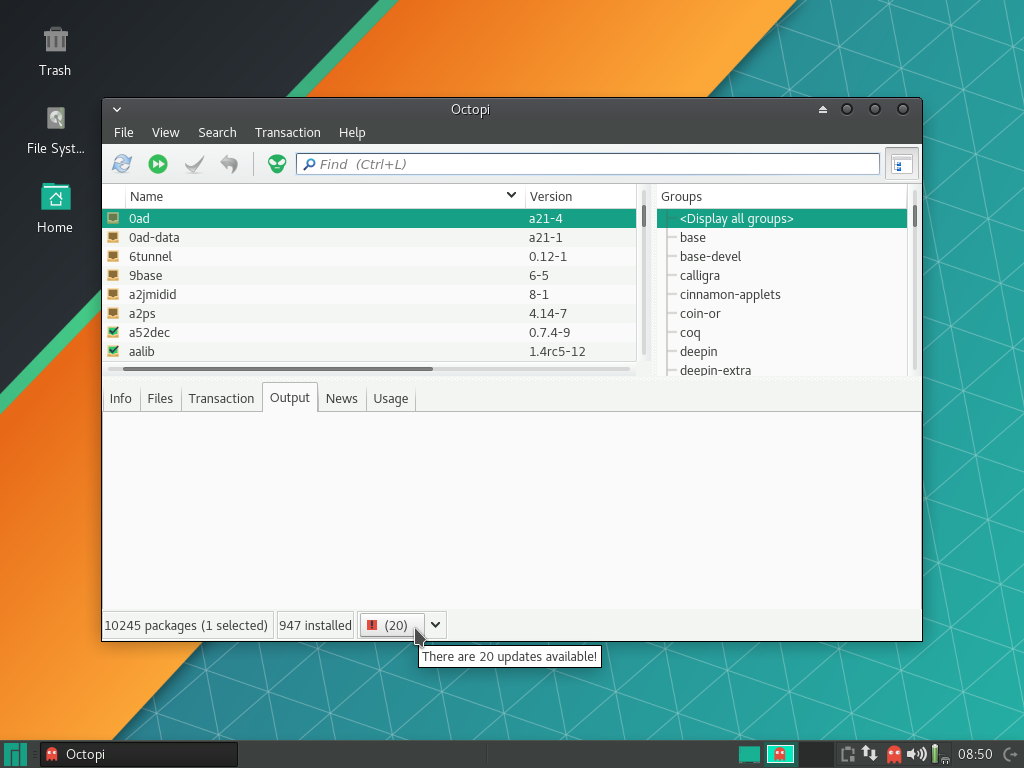 Trash
File Syst...
Home
Octopi
File View Search Transaction Help
Find (Ctrl+L)
Name Version
0ad a21-4
0ad-data a21-1
6tunnel 0.12-1
9base 6-5
a2jmidid 8-1
a2ps 4.14-7
a52dec 0.7.4-9
aalib 1.4rc5-12
Groups
<Display all groups>
base
base-devel
calligra
cinnamon-applets
coin-or
coq
deepin
deepin-extra
Info Files Transaction Output News Usage
10245 packages (1 selected) 947 installed (20)
There are 20 updates available!
Octopi 08:50